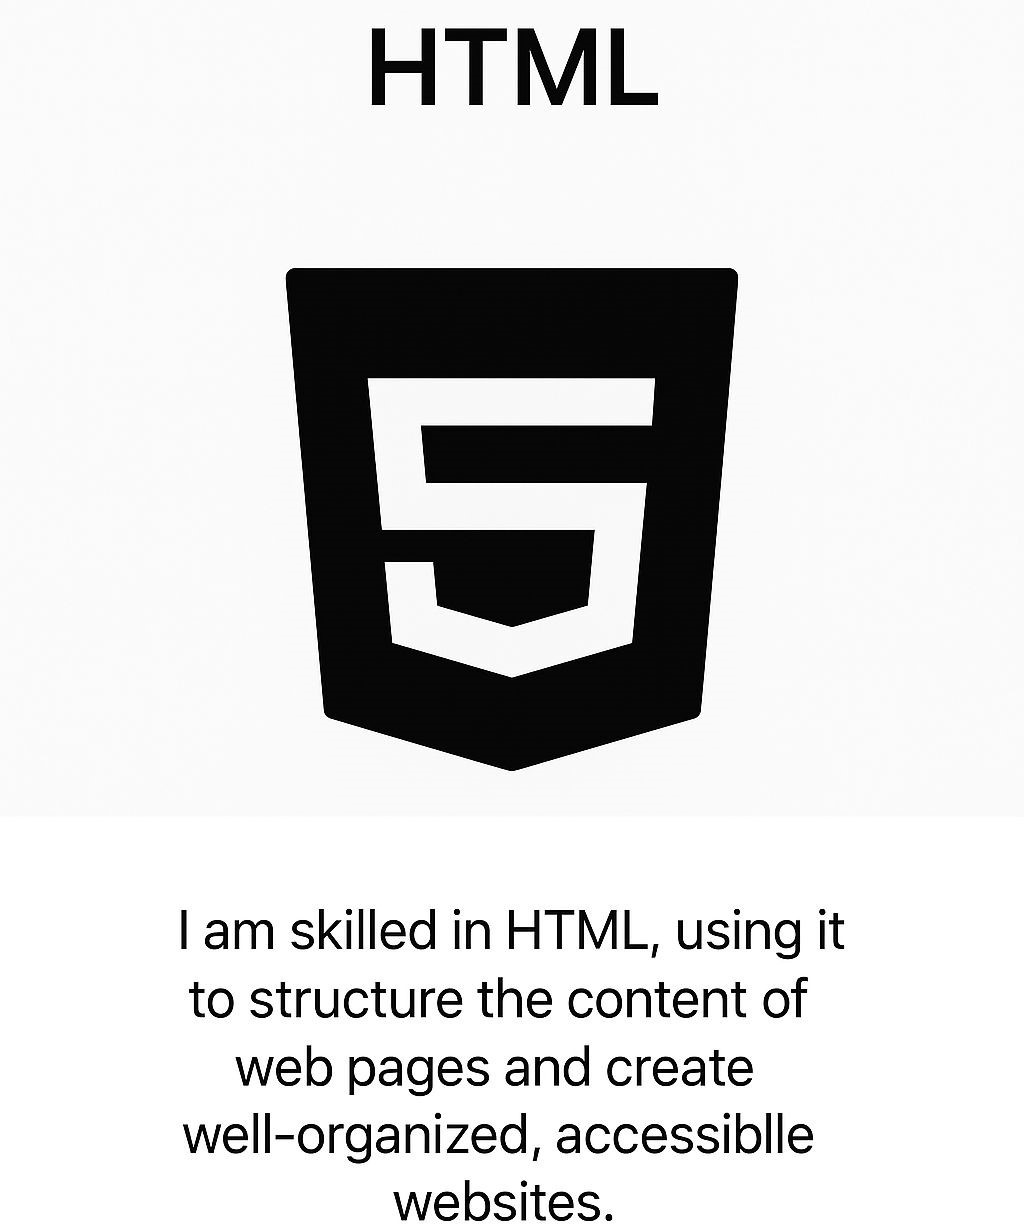 HTML
5
I am skilled in HTML, using it
to structure the content of
web pages and create
well-organized, accessiblle
websites.